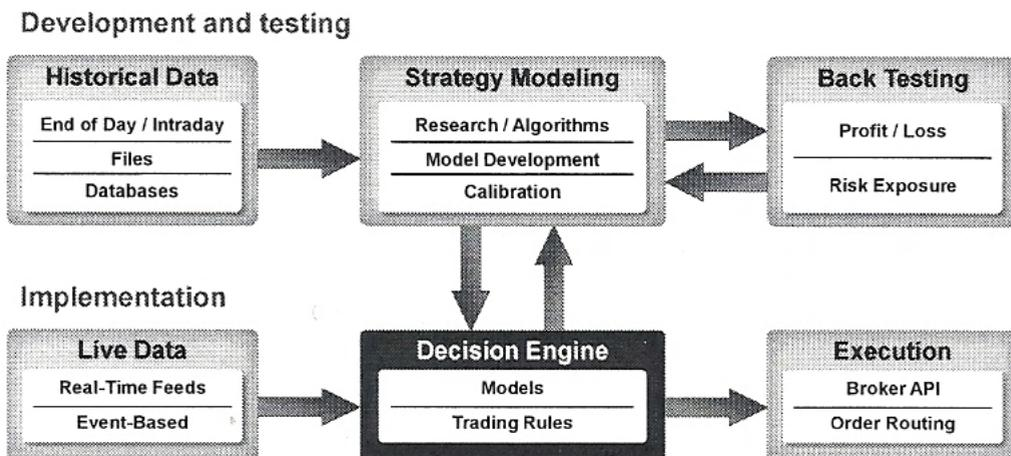 Development and testing
Historical Data
End of Day / Intraday
Files
Databases
Strategy Modeling
Research / Algorithms
Model Development
Calibration
Back Testing
Profit / Loss
Risk Exposure
Implementation
Live Data
Real-Time Feeds
Event-Based
Decision Engine
Models
Trading Rules
Execution
Broker API
Order Routing